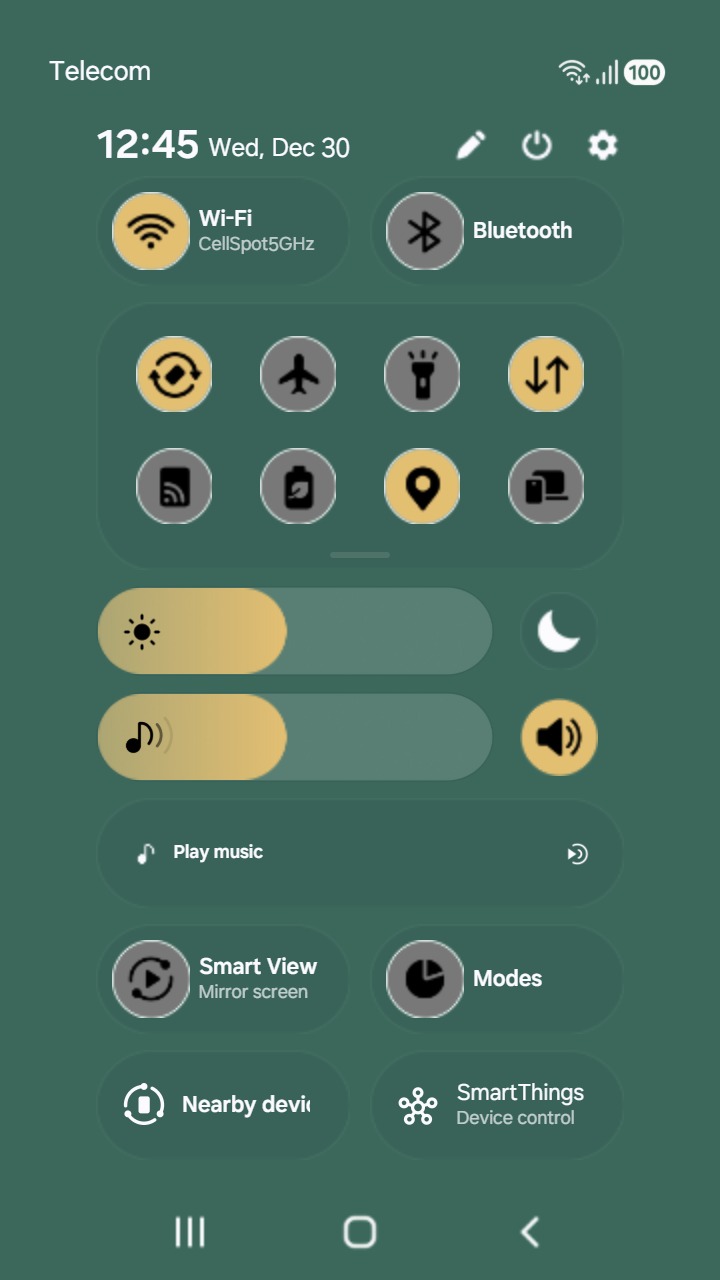 Telecom
100
12:45 Wed, Dec 30
Wi-Fi
CellSpot5GHz
Bluetooth
Play music
Smart View
Mirror screen
Modes
Nearby devi
SmartThings
Device control